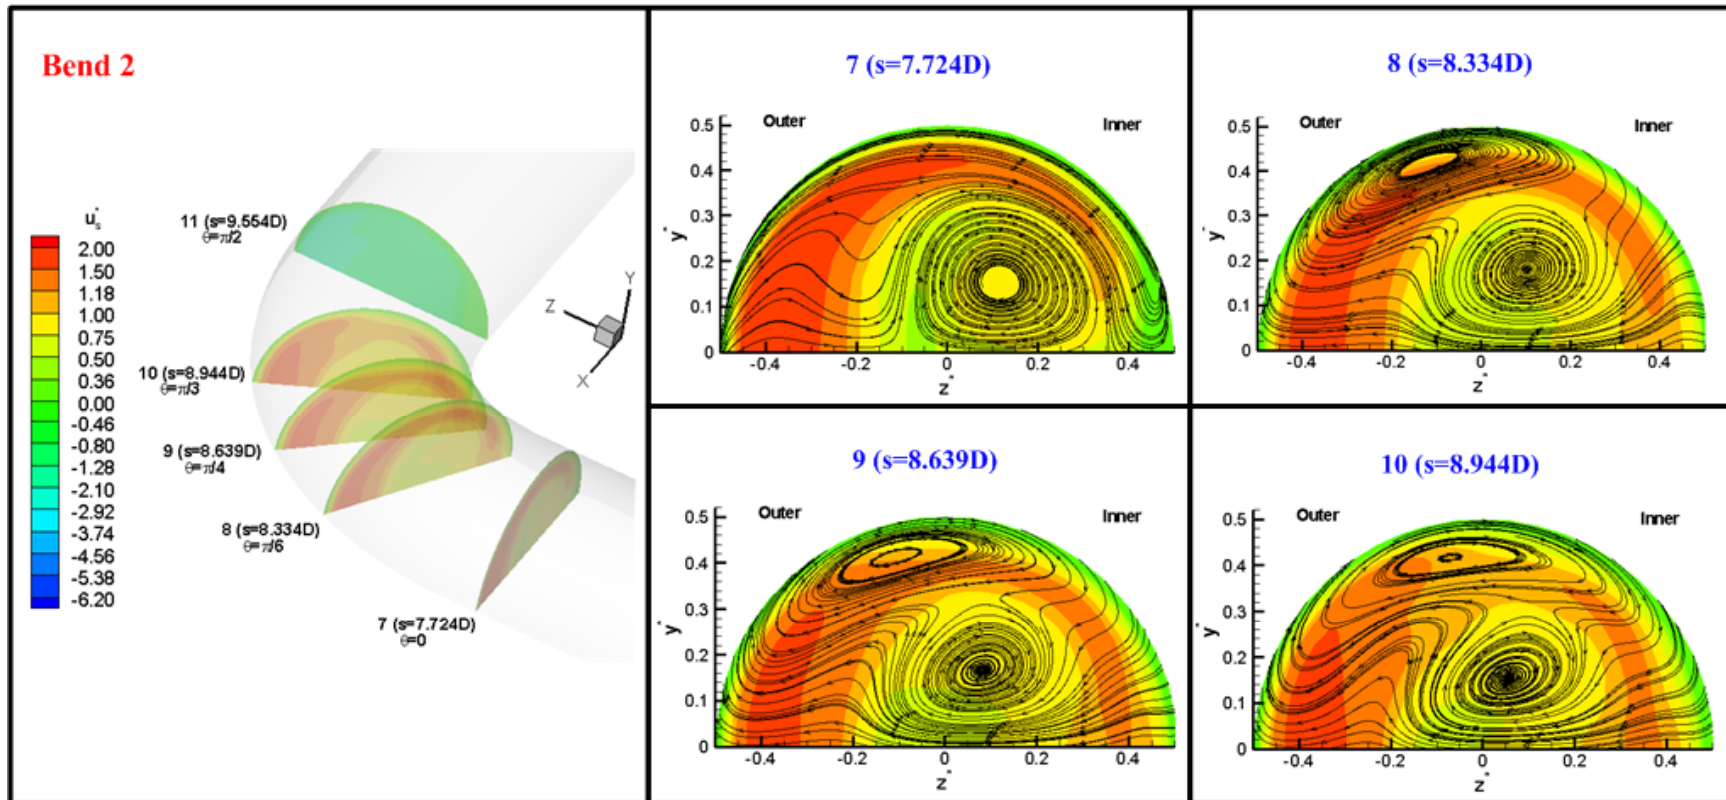 Bend 2
u*s
2.00
1.50
1.18
1.00
0.75
0.50
0.36
0.00
-0.46
-0.80
-1.28
-2.10
-2.92
-3.74
-4.56
-5.38
-6.20
11 (s=9.554D)
θ=π/2
10 (s=8.944D)
θ=π/3
9 (s=8.639D)
θ=π/4
8 (s=8.334D)
θ=π/6
7 (s=7.724D)
θ=0
Y
Z
X
7 (s=7.724D)
Outer Inner
0.5
0.4
0.3
0.2
0.1
0
y*
-0.4 -0.2 0 0.2 0.4
z*
8 (s=8.334D)
Outer Inner
0.5
0.4
0.3
0.2
0.1
0
y*
-0.4 -0.2 0 0.2 0.4
z*
9 (s=8.639D)
Outer Inner
0.5
0.4
0.3
0.2
0.1
0
y*
-0.4 -0.2 0 0.2 0.4
z*
10 (s=8.944D)
Outer Inner
0.5
0.4
0.3
0.2
0.1
0
y*
-0.4 -0.2 0 0.2 0.4
z*